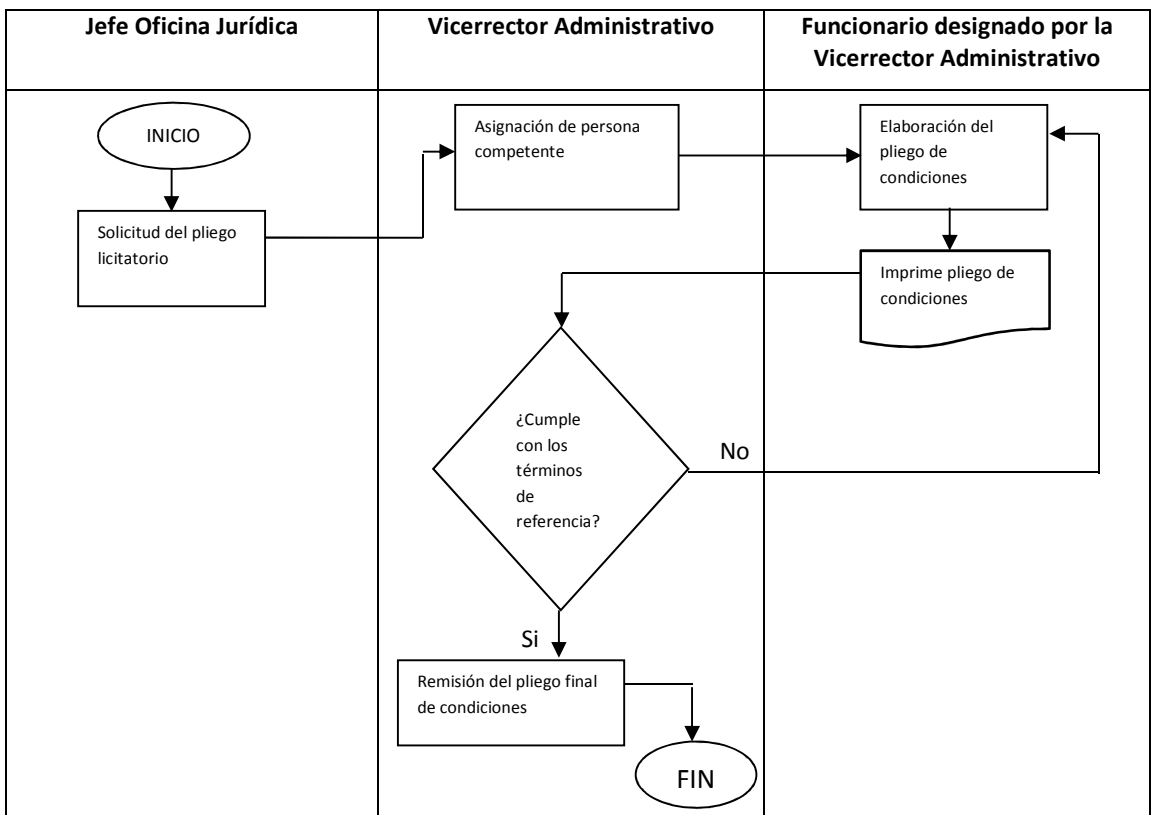 Jefe Oficina Jurídica
Vicerrector Administrativo
Funcionario designado por la
Vicerrector Administrativo
INICIO
Solicitud del pliego
licitatorio
Asignación de persona
competente
Elaboración del
pliego de
condiciones
Imprime pliego de
condiciones
¿Cumple
con los
términos
de
referencia?
No
Si
Remisión del pliego final
de condiciones
FIN